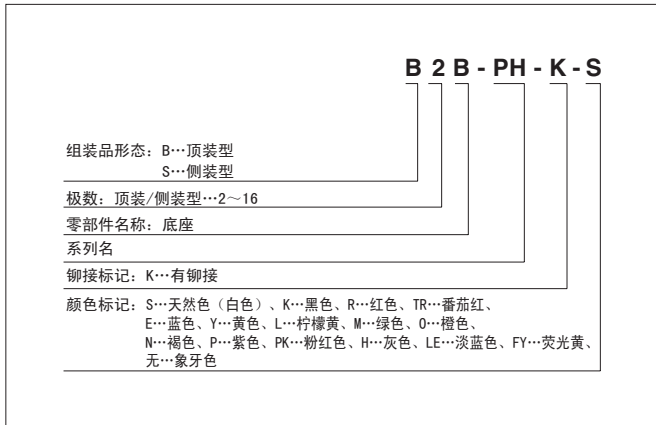 B 2 B - PH - K - S
组装品形态：B…顶装型
S…侧装型
极数：顶装/侧装型…2～16
零部件名称：底座
系列名
铆接标记：K…有铆接
颜色标记：S…天然色（白色）、K…黑色、R…红色、TR…番茄红、
E…蓝色、Y…黄色、L…柠檬黄、M…绿色、O…橙色、
N…褐色、P…紫色、PK…粉红色、H…灰色、LE…淡蓝色、FY…荧光黄、
无…象牙色